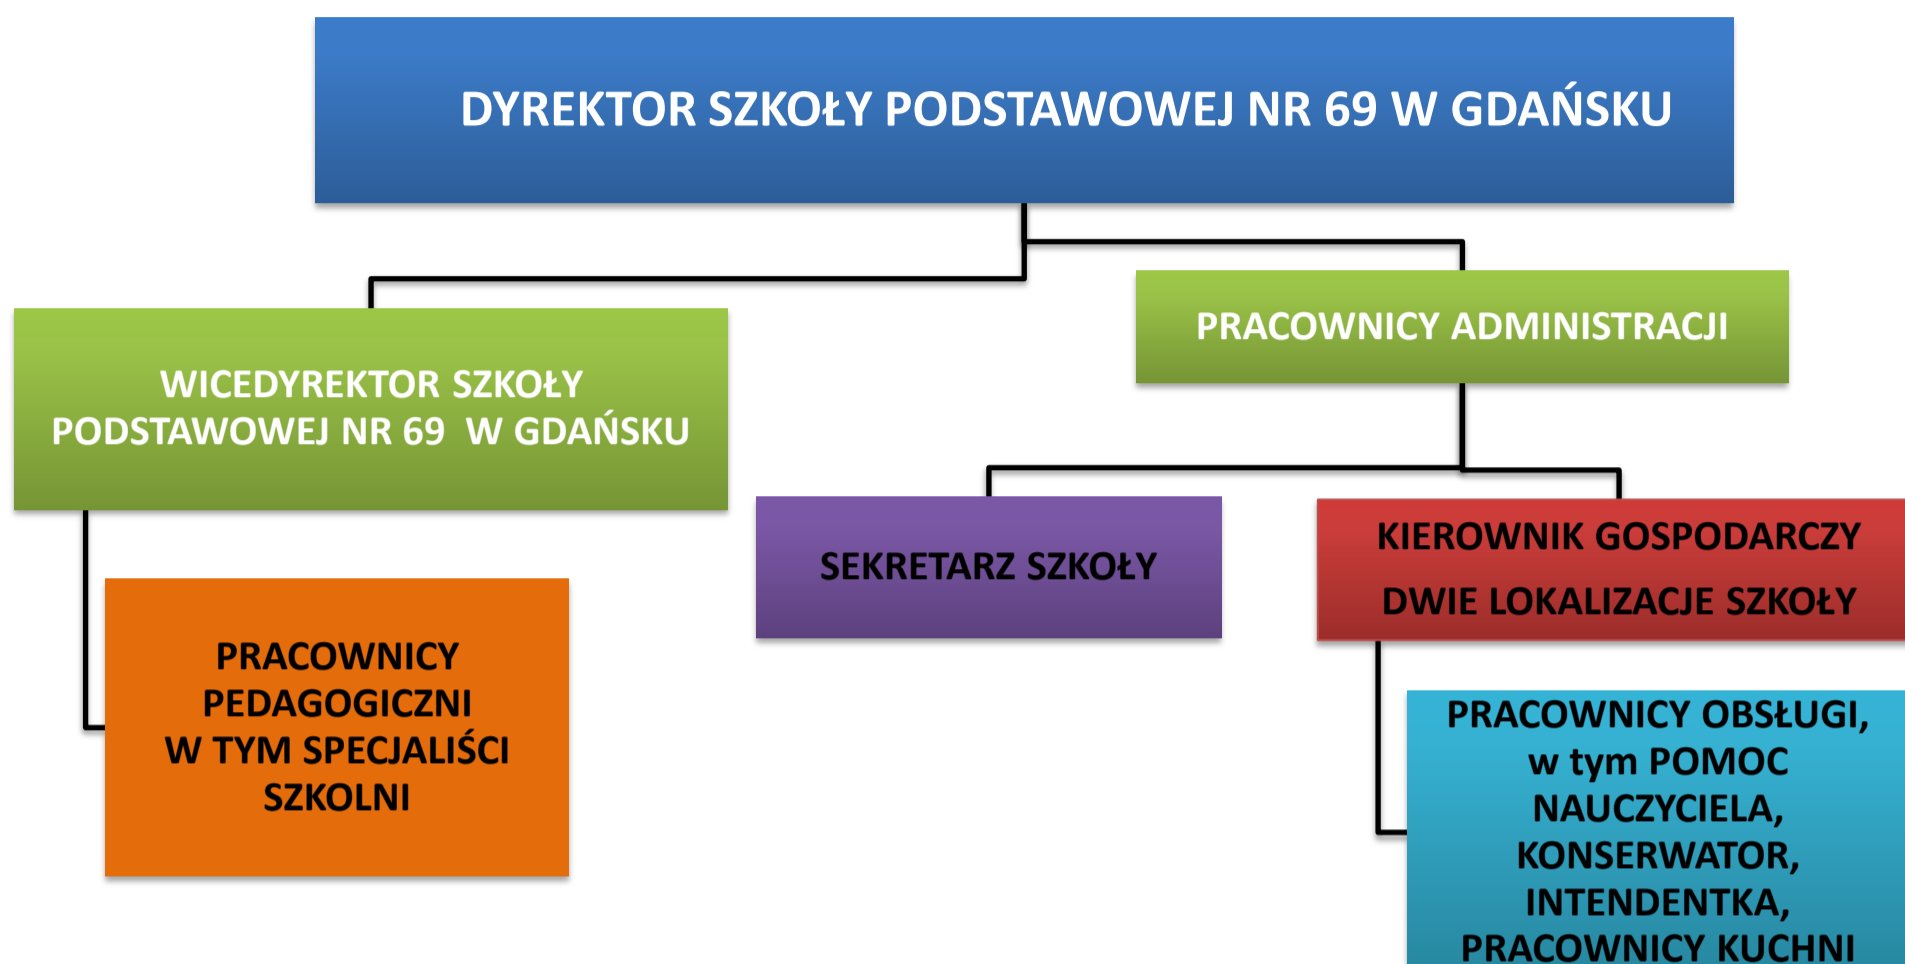 DYREKTOR SZKOŁY PODSTAWOWEJ NR 69 W GDAŃSKU
WICEDYREKTOR SZKOŁY
PODSTAWOWEJ NR 69 W GDAŃSKU
PRACOWNICY ADMINISTRACJI
PRACOWNICY
PEDAGOGICZNI
W TYM SPECJALIŚCI
SZKOLNI
SEKRETARZ SZKOŁY
KIEROWNIK GOSPODARCZY
DWIE LOKALIZACJE SZKOŁY
PRACOWNICY OBSŁUGI,
w tym POMOC
NAUCZYCIELA,
KONSERWATOR,
INTENDENTKA,
PRACOWNICY KUCHNI